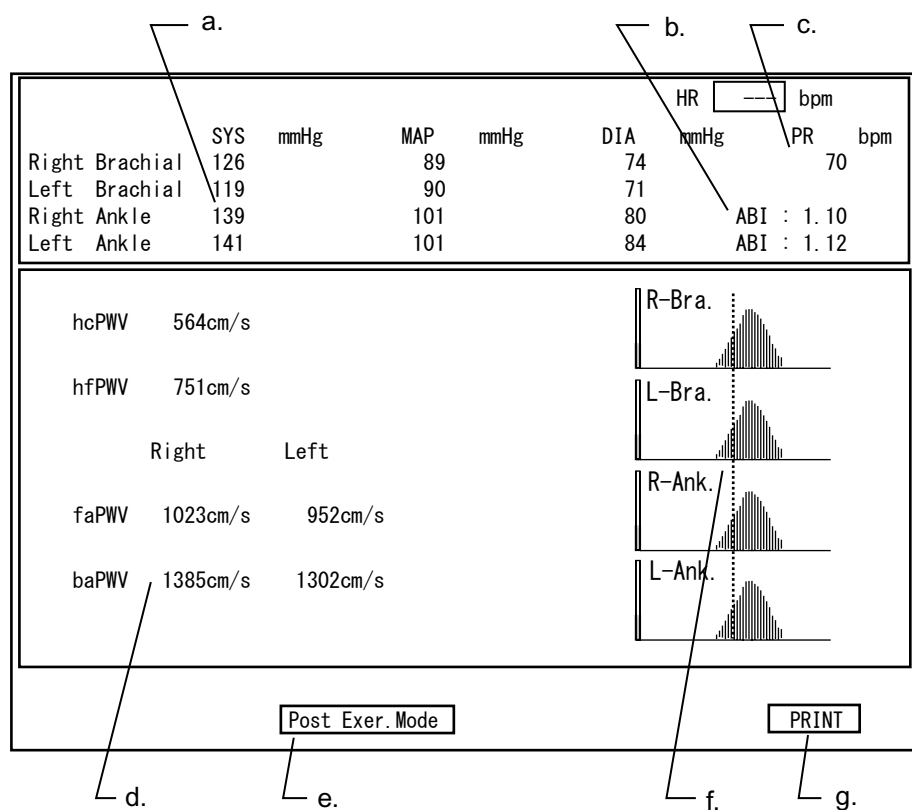 a. b. c.
HR --- bpm
SYS mmHg MAP mmHg DIA mmHg PR bpm
Right Brachial 126 89 74 70
Left Brachial 119 90 71
Right Ankle 139 101 80 ABI : 1.10
Left Ankle 141 101 84 ABI : 1.12
hcPWV 564cm/s
hfPWV 751cm/s
Right Left
faPWV 1023cm/s 952cm/s
baPWV 1385cm/s 1302cm/s
R-Bra.
L-Bra.
R-Ank.
L-Ank.
Post Exer.Mode PRINT
d. e. f. g.